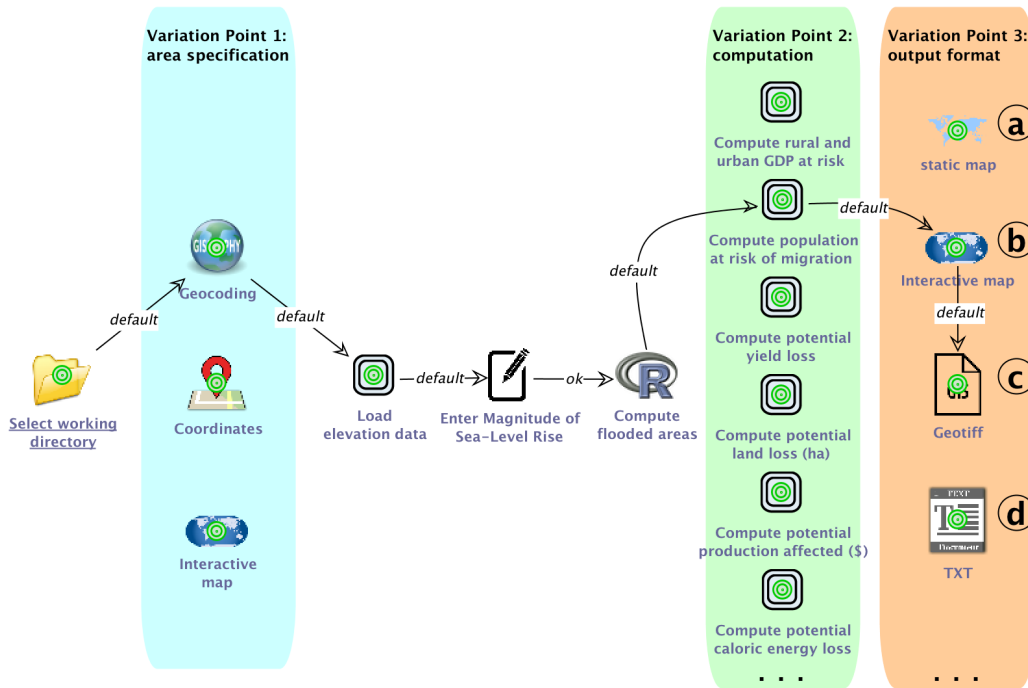 Variation Point 1:
area specification
Variation Point 2:
computation
Variation Point 3:
output format
Select working
directory
default
GIS PHY
Geocoding
default
Coordinates
Interactive
map
Load
elevation data
default
Enter Magnitude of
Sea-Level Rise
ok
R
Compute
flooded areas
default
Compute rural and
urban GDP at risk
Compute population
at risk of migration
default
Compute potential
yield loss
Compute potential
land loss (ha)
Compute potential
production affected ($)
Compute potential
caloric energy loss
. . .
a
static map
b
Interactive map
default
c
Geotiff
d
TEXT
T
Document
TXT
. . .